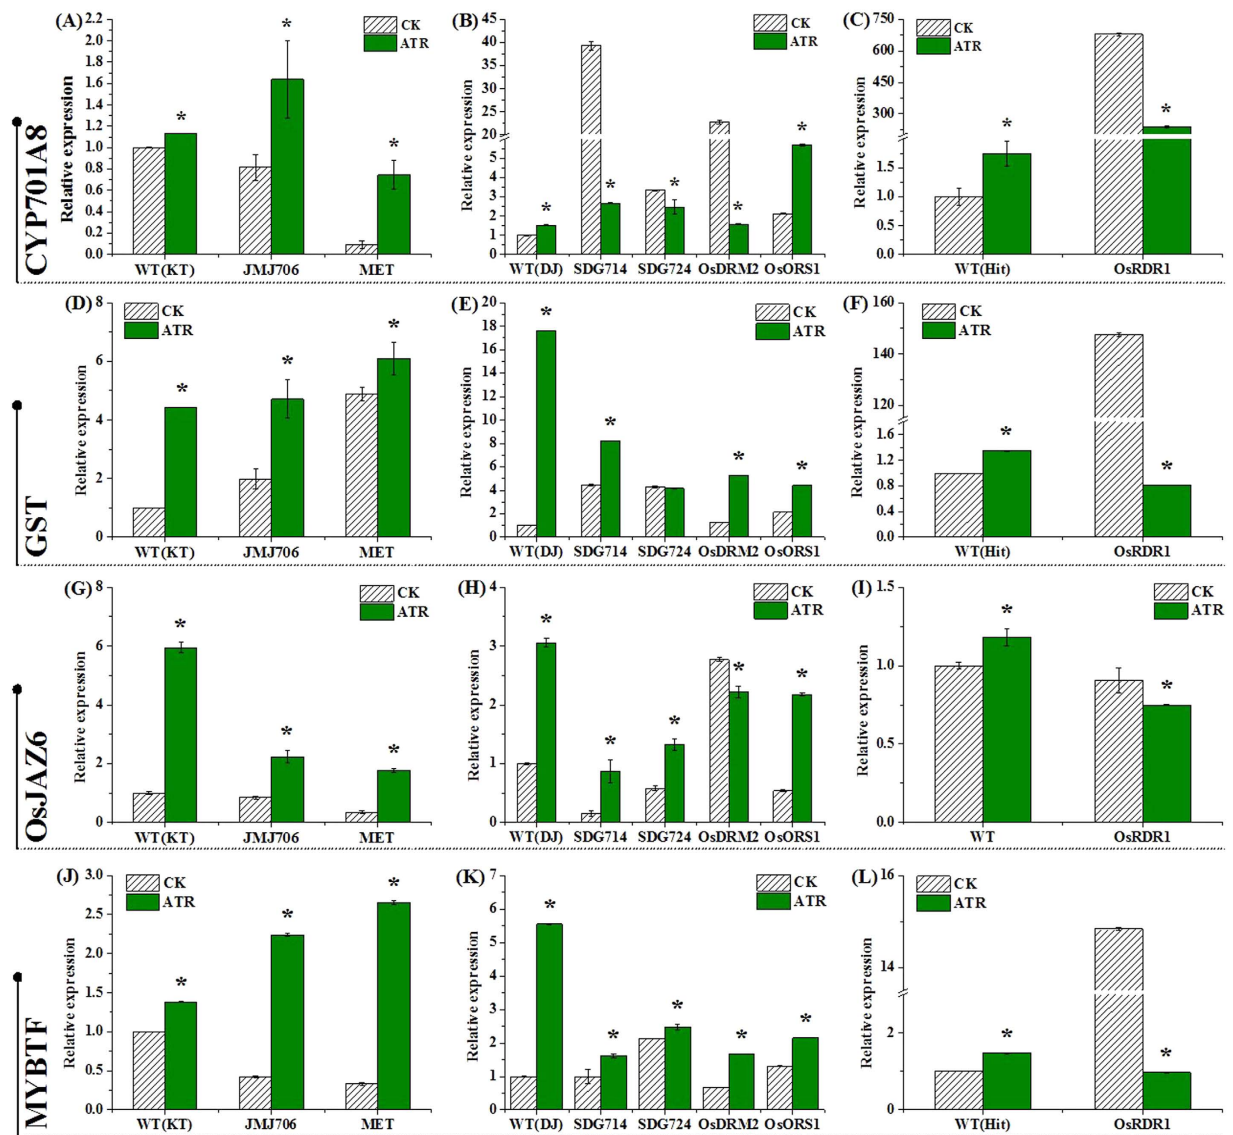 CYP701A8
(A)
Relative expression
2.2
2.0
1.8
1.6
1.4
1.2
1.0
0.8
0.6
0.4
0.2
0.0
CK
ATR
*
*
*
WT(KT) JMJ706 MET
(B)
Relative expression
45
40
35
30
25
20
5
4
3
2
1
0
CK
ATR
*
*
*
*
*
WT(DJ) SDG714 SDG724 OsDRM2 OsORS1
(C)
Relative expression
750
600
450
300
1.5
1.0
0.5
0.0
CK
ATR
*
*
WT(Hit) OsRDR1
GST
(D)
Relative expression
8
6
4
2
0
CK
ATR
*
*
*
WT(KT) JMJ706 MET
(E)
Relative expression
20
18
16
14
12
10
8
6
4
2
0
CK
ATR
*
*
*
*
WT(DJ) SDG714 SDG724 OsDRM2 OsORS1
(F)
Relative expression
160
140
120
1.6
1.2
0.8
0.4
0.0
CK
ATR
*
*
WT(Hit) OsRDR1
OsJAZ6
(G)
Relative expression
8
6
4
2
0
CK
ATR
*
*
*
WT(KT) JMJ706 MET
(H)
Relative expression
4
3
2
1
0
CK
ATR
*
*
*
*
*
WT(DJ) SDG714 SDG724 OsDRM2 OsORS1
(I)
Relative expression
1.5
1.0
0.5
0.0
CK
ATR
*
*
WT OsRDR1
MYBTF
(J)
Relative expression
3.0
2.5
2.0
1.5
1.0
0.5
0.0
CK
ATR
*
*
*
WT(KT) JMJ706 MET
(K)
Relative expression
7
6
5
2
1
0
CK
ATR
*
*
*
*
*
WT(DJ) SDG714 SDG724 OsDRM2 OsORS1
(L)
Relative expression
16
14
2
0
CK
ATR
*
*
WT(Hit) OsRDR1